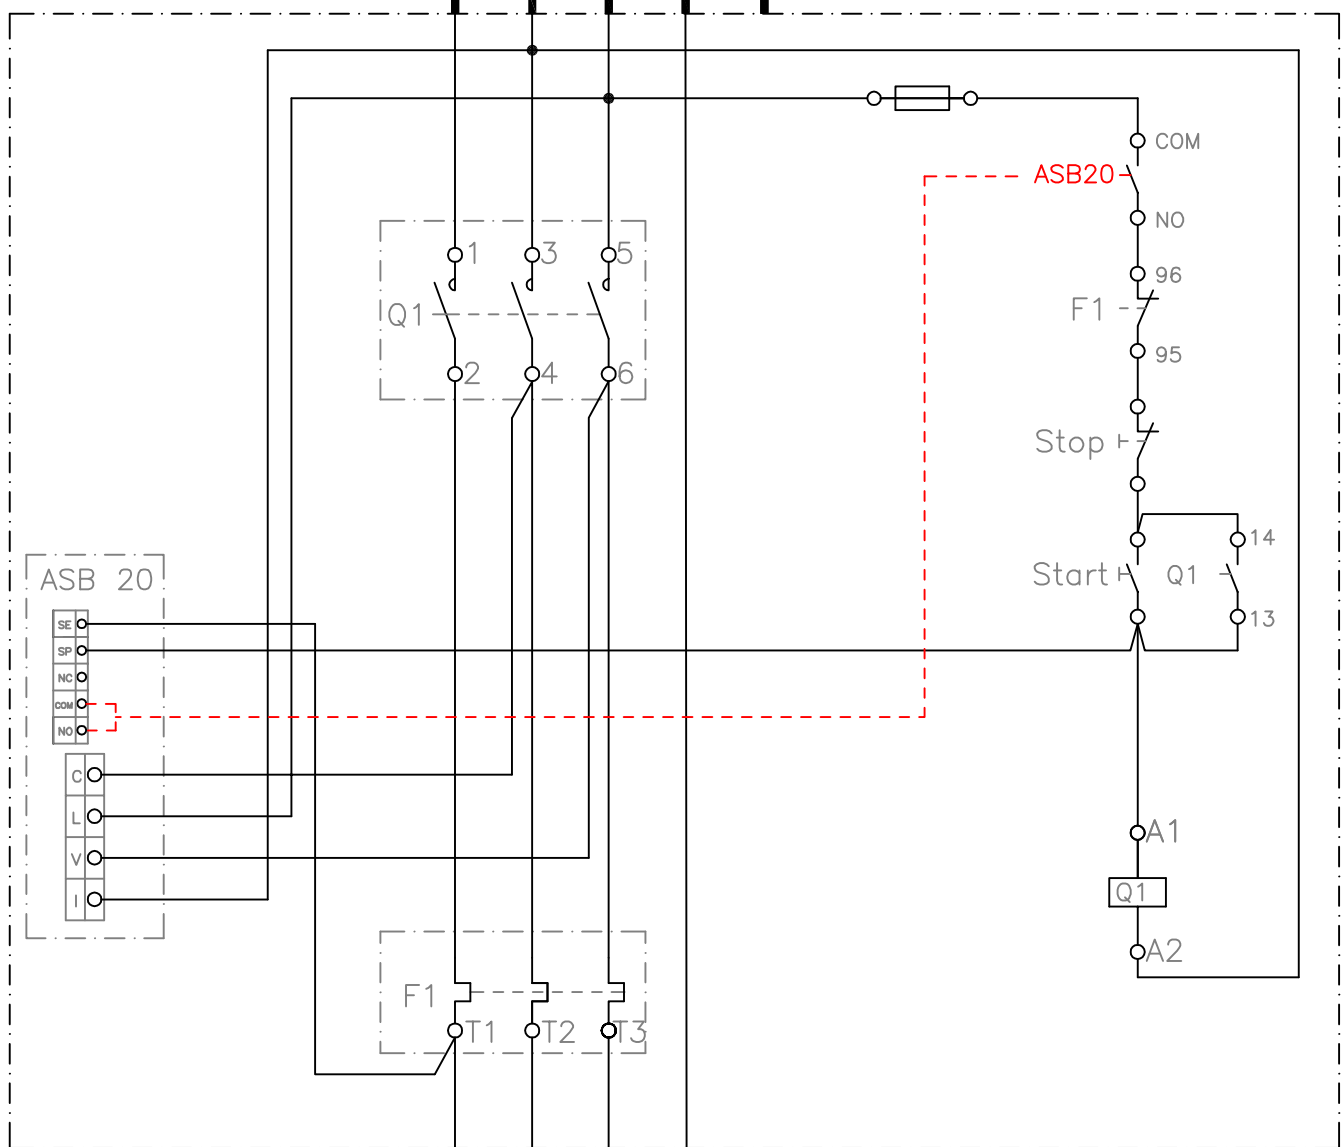 COM
ASB20
NO
1 3 5
96
Q1
F1
95
2 4 6
Stop
14
ASB 20
Start
Q1
13
SE
SP
NC
COM
NO
C
L
V
I
A1
Q1
A2
F1
T1 T2 T3